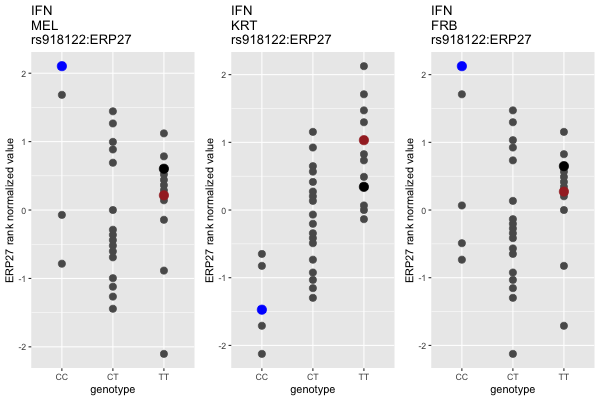 IFN
MEL
rs918122:ERP27
ERP27 rank normalized value
2
1
0
-1
-2
CC CT TT
genotype
IFN
KRT
rs918122:ERP27
ERP27 rank normalized value
2
1
0
-1
-2
CC CT TT
genotype
IFN
FRB
rs918122:ERP27
ERP27 rank normalized value
2
1
0
-1
-2
CC CT TT
genotype